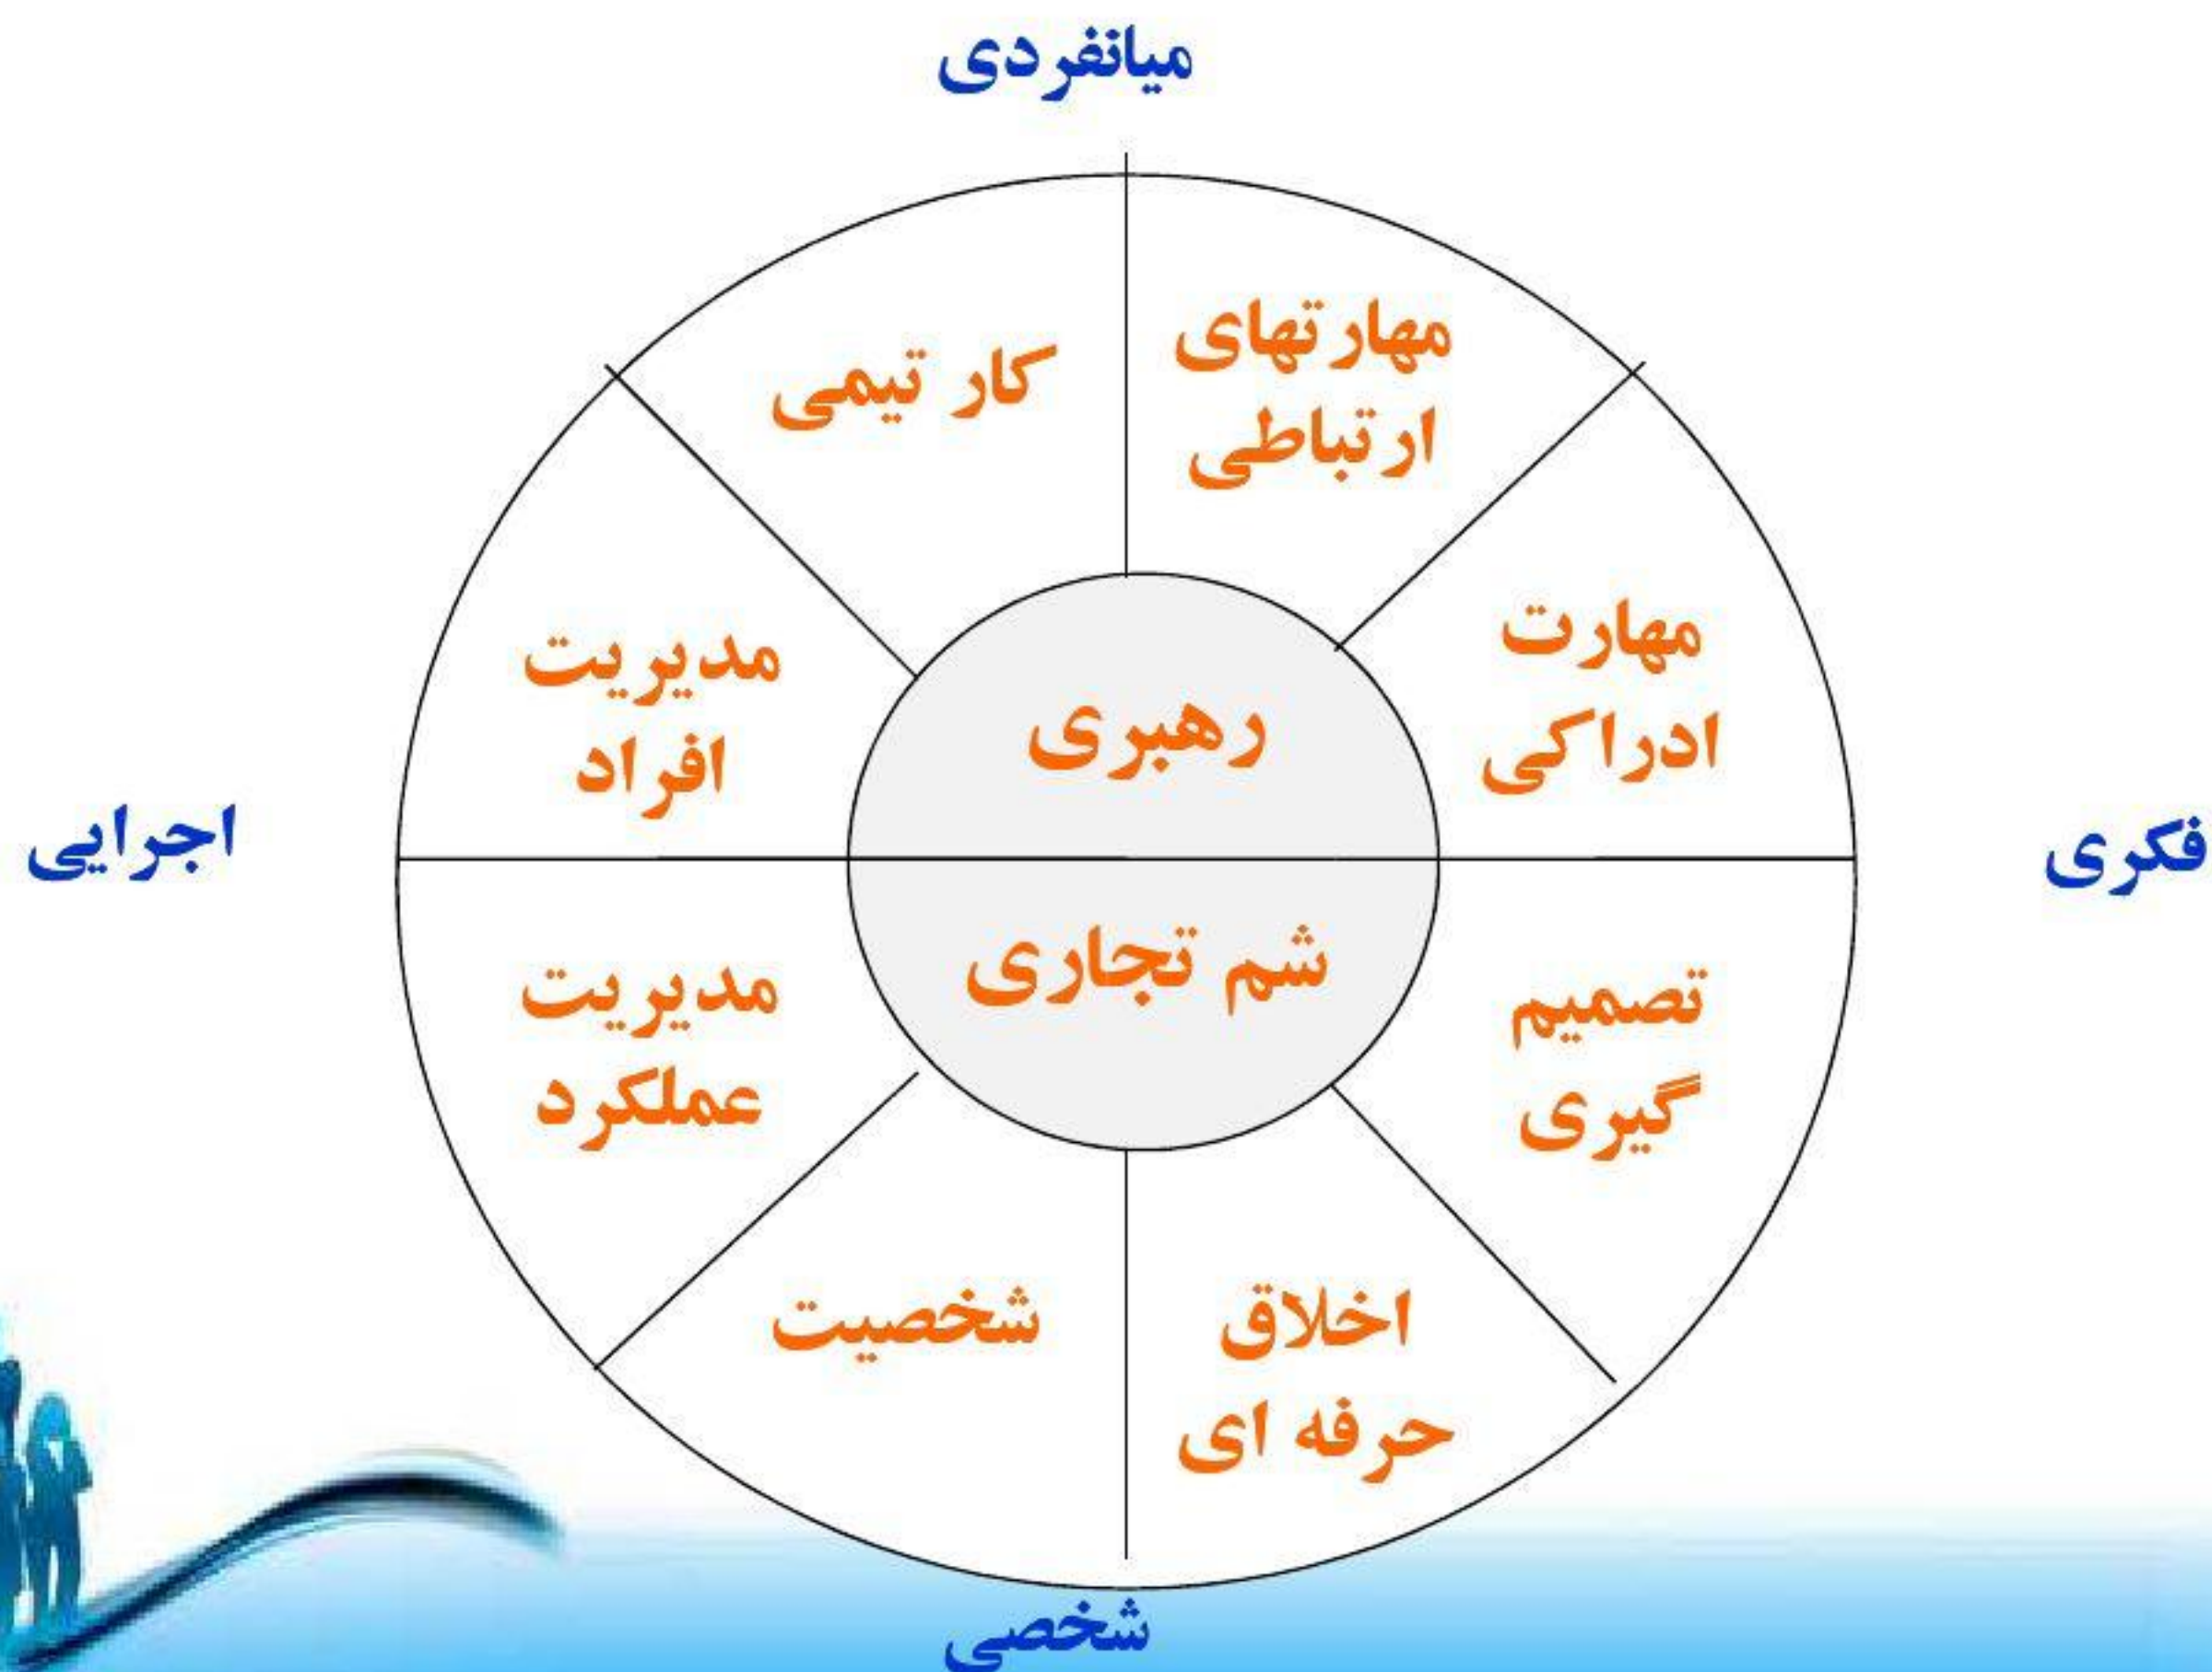 میانفردی
مهارتهای
ارتباطی
کار تیمی
مهارت
ادراکی
مدیریت
افراد
رهبری
فکری
اجرایی
شم تجاری
تصمیم
گیری
مدیریت
عملکرد
اخلاق
حرفه ای
شخصیت
شخصی